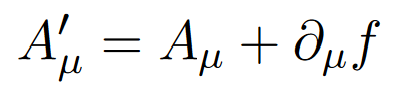 A′_μ = A_μ + ∂_μ f